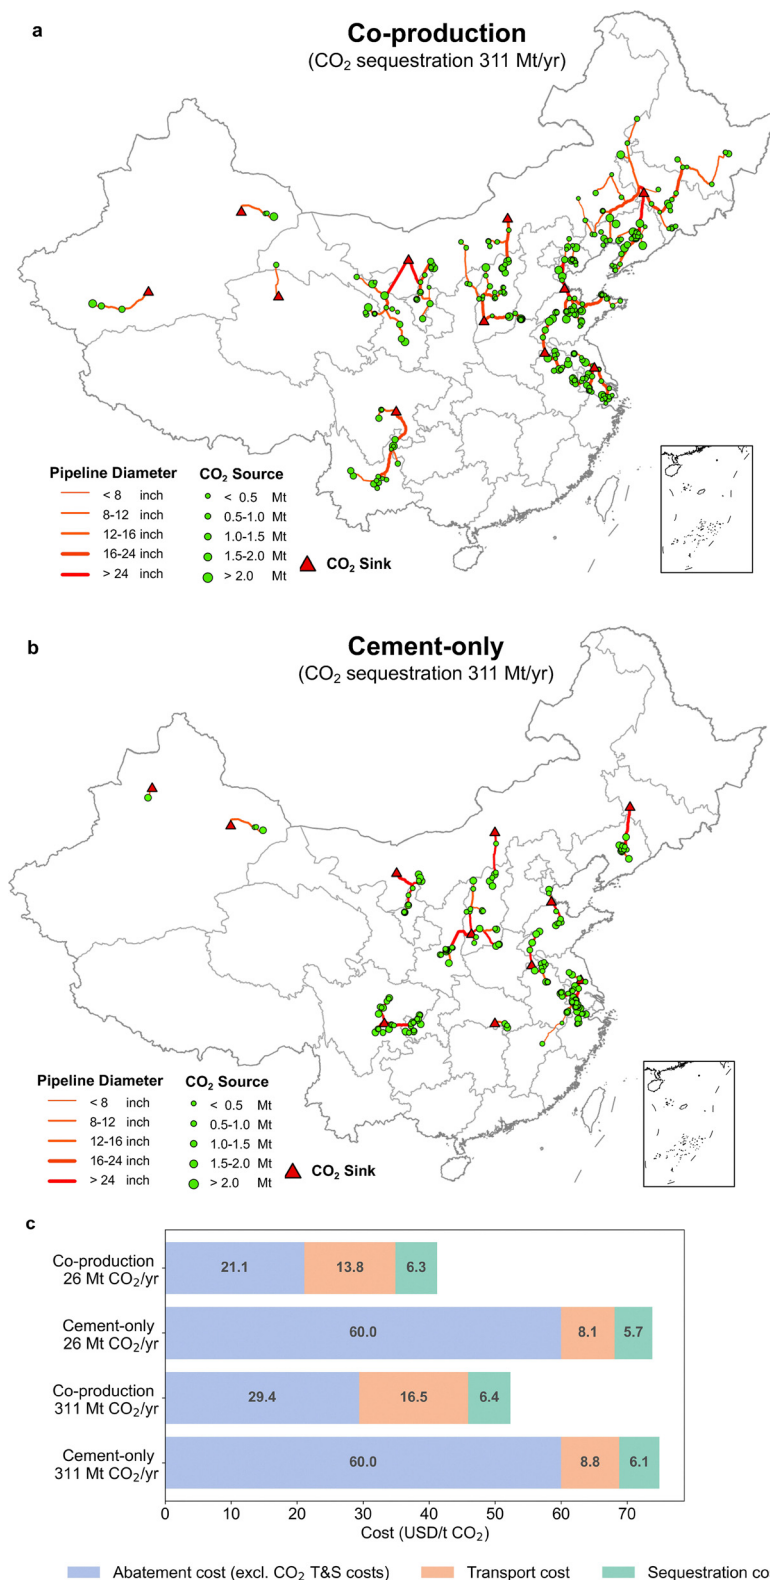 a
Co-production
(CO₂ sequestration 311 Mt/yr)
Pipeline Diameter
< 8 inch
8-12 inch
12-16 inch
16-24 inch
> 24 inch
CO₂ Source
< 0.5 Mt
0.5-1.0 Mt
1.0-1.5 Mt
1.5-2.0 Mt
> 2.0 Mt
CO₂ Sink
b
Cement-only
(CO₂ sequestration 311 Mt/yr)
Pipeline Diameter
< 8 inch
8-12 inch
12-16 inch
16-24 inch
> 24 inch
CO₂ Source
< 0.5 Mt
0.5-1.0 Mt
1.0-1.5 Mt
1.5-2.0 Mt
> 2.0 Mt
CO₂ Sink
c
Co-production
26 Mt CO₂/yr
21.1 13.8 6.3
Cement-only
26 Mt CO₂/yr
60.0 8.1 5.7
Co-production
311 Mt CO₂/yr
29.4 16.5 6.4
Cement-only
311 Mt CO₂/yr
60.0 8.8 6.1
0 10 20 30 40 50 60 70
Cost (USD/t CO₂)
Abatement cost (excl. CO₂ T&S costs) Transport cost Sequestration co